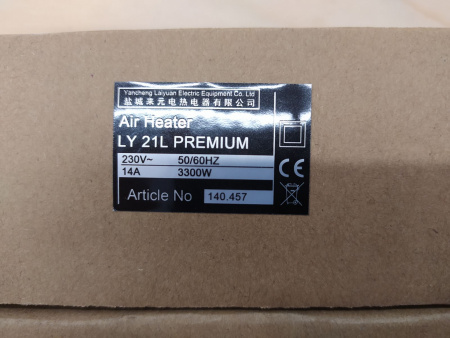 Yancheng Laiyuan Electric Equipment Co. Ltd
盐城来元电热电器有限公司
Air Heater
LY 21L PREMIUM
230V~ 50/60HZ
14A 3300W
CE
Article No 140.457